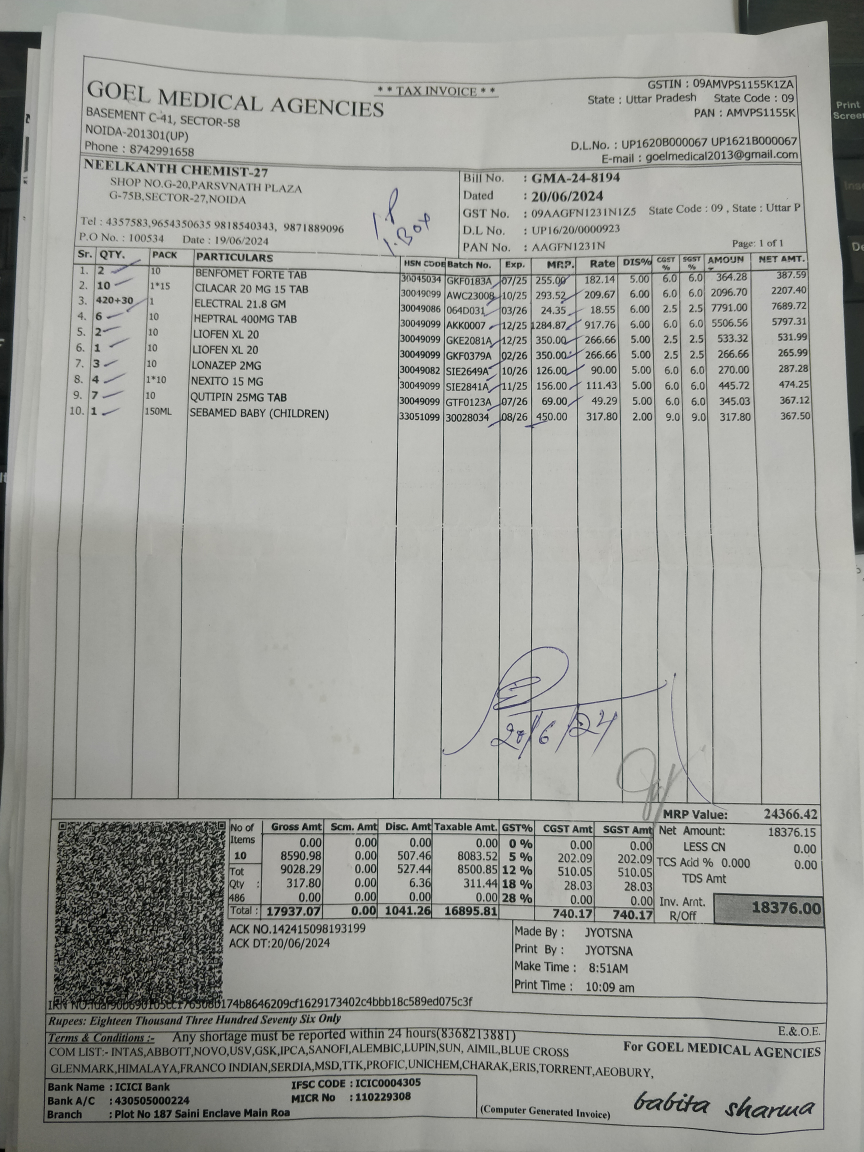 * * TAX INVOICE * *
GOEL MEDICAL AGENCIES
BASEMENT C-41, SECTOR-58
NOIDA-201301(UP)
Phone : 8742991658
GSTIN : 09AMVPS1155K1ZA
State : Uttar Pradesh State Code : 09
PAN : AMVPS1155K
D.L.No. : UP1620B000067 UP1621B000067
E-mail : goelmedical2013@gmail.com
NEELKANTH CHEMIST-27
SHOP NO.G-20,PARSVNATH PLAZA
G-75B,SECTOR-27,NOIDA
Tel : 4357583,9654350635 9818540343, 9871889096
P.O No. : 100534 Date : 19/06/2024
1.P
1.Box
Bill No. : GMA-24-8194
Dated : 20/06/2024
GST No. : 09AAGFN1231N1Z5 State Code : 09 , State : Uttar P
D.L No. : UP16/20/0000923
PAN No. : AAGFN1231N Page: 1 of 1
Sr. QTY. PACK PARTICULARS HSN CODE Batch No. Exp. MRP. Rate DIS% CGST % SGST % AMOUN NET AMT.
1. 2 10 BENFOMET FORTE TAB 30045034 GKF0183A 07/25 255.00 182.14 5.00 6.0 6.0 364.28 387.59
2. 10 1*15 CILACAR 20 MG 15 TAB 30049099 AWC23008 10/25 293.52 209.67 6.00 6.0 6.0 2096.70 2207.40
3. 420+30 1 ELECTRAL 21.8 GM 30049086 064D031 03/26 24.35 18.55 6.00 2.5 2.5 7791.00 7689.72
4. 6 10 HEPTRAL 400MG TAB 30049099 AKK0007 12/25 1284.87 917.76 6.00 6.0 6.0 5506.56 5797.31
5. 2 10 LIOFEN XL 20 30049099 GKE2081A 12/25 350.00 266.66 5.00 2.5 2.5 533.32 531.99
6. 1 10 LIOFEN XL 20 30049099 GKF0379A 02/26 350.00 266.66 5.00 2.5 2.5 266.66 265.99
7. 3 10 LONAZEP 2MG 30049082 SIE2649A 10/26 126.00 90.00 5.00 6.0 6.0 270.00 287.28
8. 4 1*10 NEXITO 15 MG 30049099 SIE2841A 11/25 156.00 111.43 5.00 6.0 6.0 445.72 474.25
9. 7 10 QUTIPIN 25MG TAB 30049099 GTF0123A 07/26 69.00 49.29 5.00 6.0 6.0 345.03 367.12
10. 1 150ML SEBAMED BABY (CHILDREN) 33051099 30028034 08/26 450.00 317.80 2.00 9.0 9.0 317.80 367.50
20/6/24
MRP Value: 24366.42
No of Items 10 Tot Qty : 486
Gross Amt Scm. Amt Disc. Amt Taxable Amt. GST% CGST Amt SGST Amt
0.00 0.00 0.00 0.00 0 % 0.00 0.00
8590.98 0.00 507.46 8083.52 5 % 202.09 202.09
9028.29 0.00 527.44 8500.85 12 % 510.05 510.05
317.80 0.00 6.36 311.44 18 % 28.03 28.03
0.00 0.00 0.00 0.00 28 % 0.00 0.00
Total : 17937.07 0.00 1041.26 16895.81 740.17 740.17
Net Amount: 18376.15
LESS CN 0.00
TCS Acid % 0.000 0.00
TDS Amt
Inv. Amt. 18376.00
R/Off
ACK NO.142415098193199
ACK DT:20/06/2024
Made By : JYOTSNA
Print By : JYOTSNA
Make Time : 8:51AM
Print Time : 10:09 am
Rupees: Eighteen Thousand Three Hundred Seventy Six Only
E.&O.E.
Terms & Conditions :- Any shortage must be reported within 24 hours(8368213881)
COM LIST:- INTAS,ABBOTT,NOVO,USV,GSK,IPCA,SANOFI,ALEMBIC,LUPIN,SUN, AIMIL,BLUE CROSS
GLENMARK,HIMALAYA,FRANCO INDIAN,SERDIA,MSD,TTK,PROFIC,UNICHEM,CHARAK,ERIS,TORRENT,AEOBURY,
For GOEL MEDICAL AGENCIES
Bank Name : ICICI Bank IFSC CODE : ICIC0004305
Bank A/C : 430505000224 MICR No : 110229308
Branch : Plot No 187 Saini Enclave Main Roa
(Computer Generated Invoice)
babita sharma